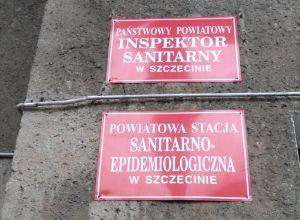 PAŃSTWOWY POWIATOWY
INSPEKTOR
SANITARNY
W SZCZECINIE
POWIATOWA STACJA
SANITARNO-
EPIDEMIOLOGICZNA
W SZCZECINIE